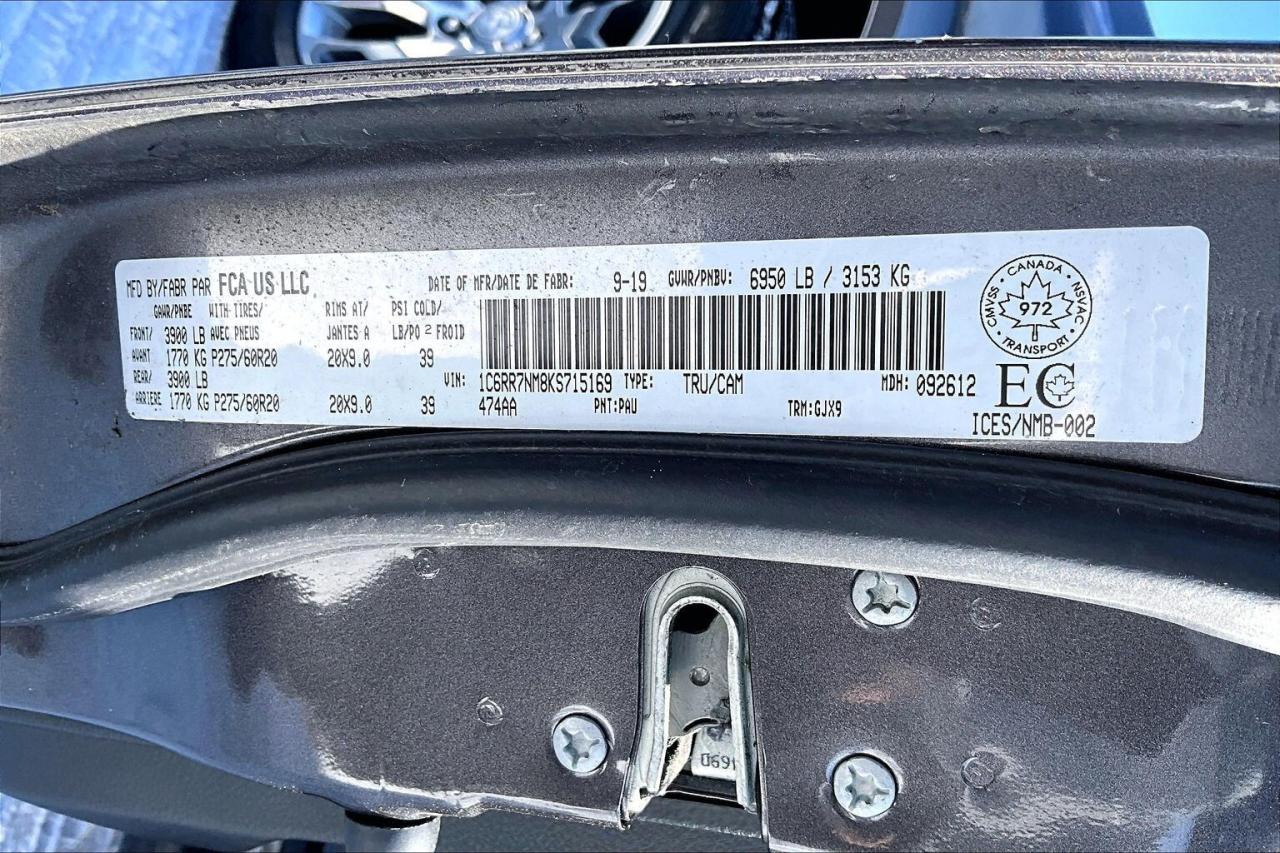 MFD BY/FABR PAR FCA US LLC DATE OF MFR/DATE DE FABR: 9-19 GVWR/PNBV: 6950 LB / 3153 KG
GAWR/PNBE WITH TIRES/ RIMS AT/ PSI COLD/
FRONT/ 3900 LB AVEC PNEUS JANTES A LB/PO 2 FROID
AVANT 1770 KG P275/60R20 20X9.0 39
REAR/ 3900 LB VIN: 1C6RR7NM8KS715169 TYPE: TRU/CAM MDH: 092612
ARRIERE 1770 KG P275/60R20 20X9.0 39 474AA PNT:PAU TRM:GJX9
CANADA
CMVSS • NSVAC
972
TRANSPORT
EC
ICES/NMB-002